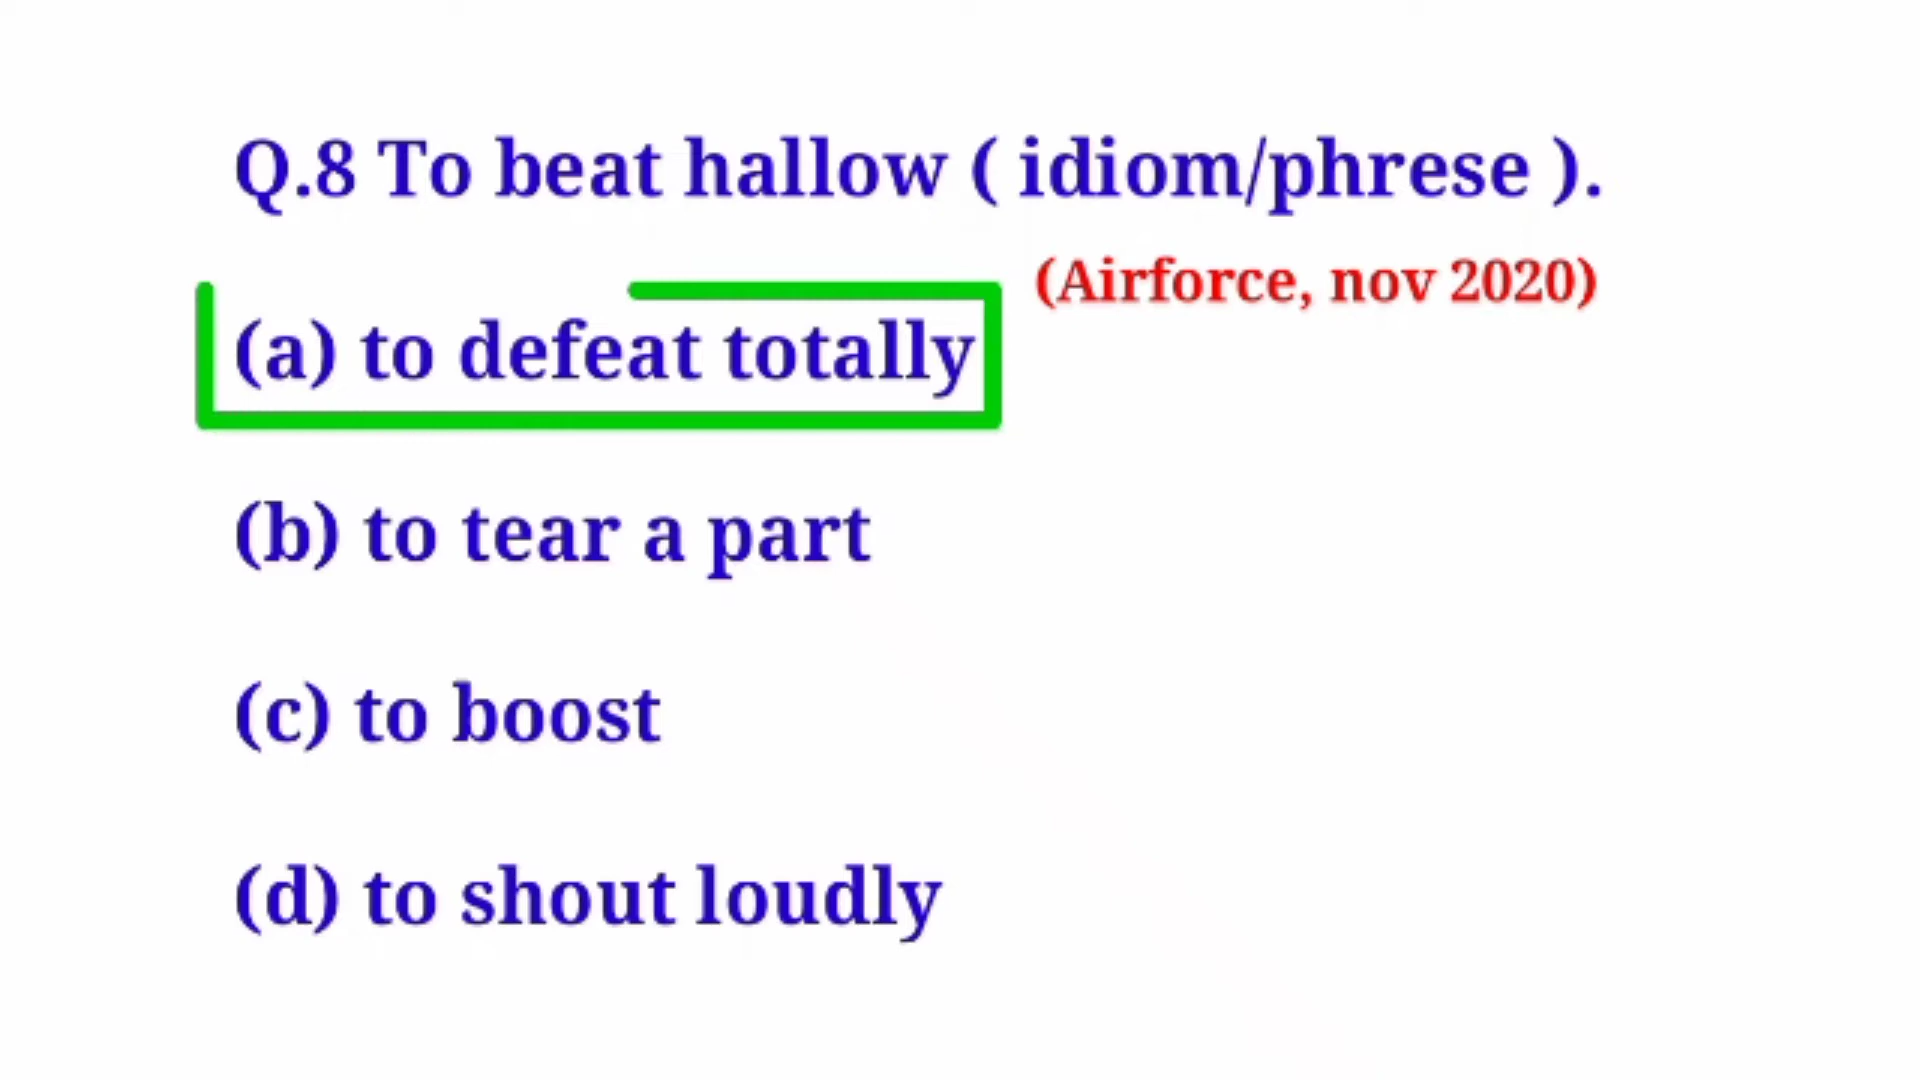 Q.8 To beat hallow ( idiom/phrese ).
(Airforce, nov 2020)
(a) to defeat totally
(b) to tear a part
(c) to boost
(d) to shout loudly